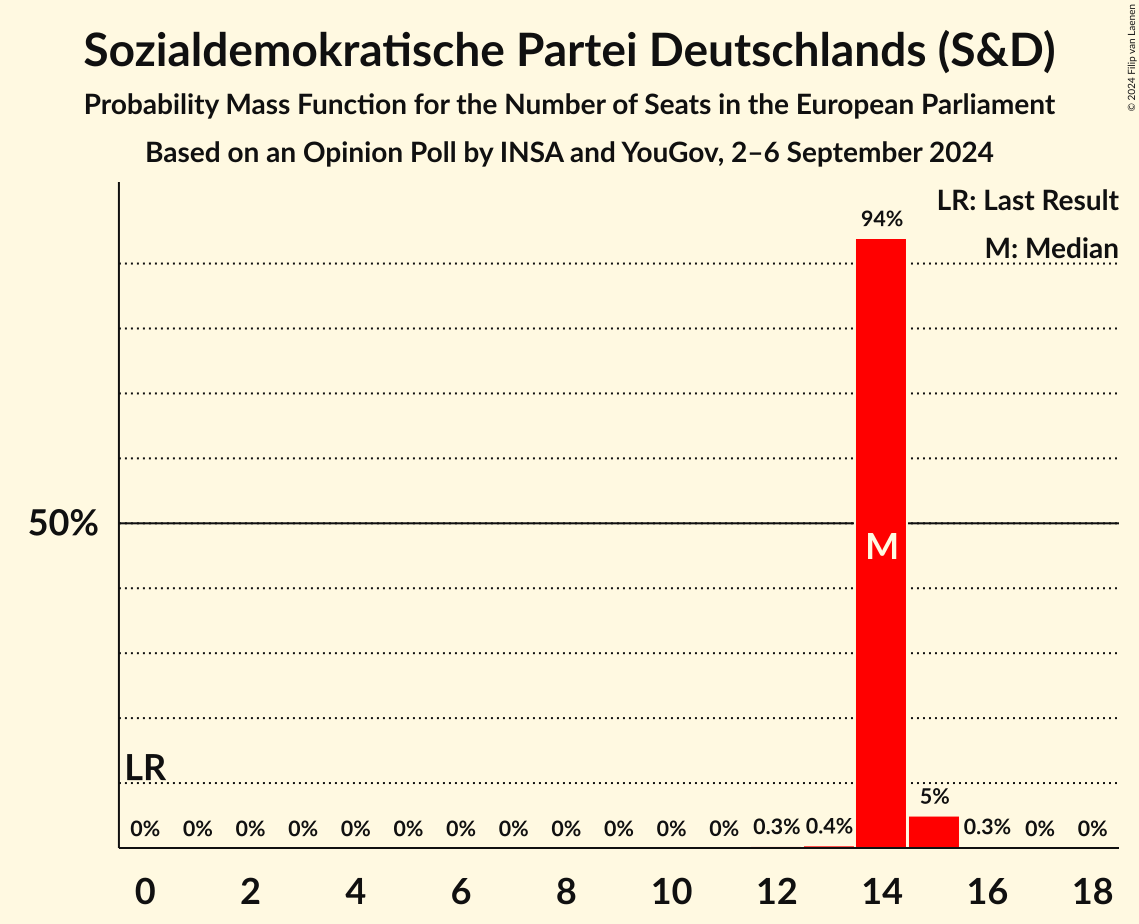 Sozialdemokratische Partei Deutschlands (S&D)
Probability Mass Function for the Number of Seats in the European Parliament
Based on an Opinion Poll by INSA and YouGov, 2–6 September 2024
© 2024 Filip van Laenen
LR: Last Result
M: Median
94%
50%
M
LR
5%
0% 0% 0% 0% 0% 0% 0% 0% 0% 0% 0% 0% 0.3% 0.4% 0.3% 0% 0%
0 2 4 6 8 10 12 14 16 18